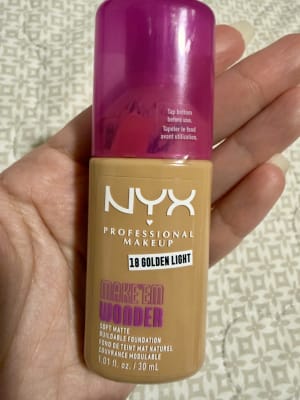 Tap bottom
before use.
Tapoter le fond
avant utilisation.
NYX
PROFESSIONAL
MAKEUP
18 GOLDEN LIGHT
MAKE'EM
WONDER
SOFT MATTE
BUILDABLE FOUNDATION
FOND DE TEINT MAT NATUREL
COUVRANCE MODULABLE
1.01 fl. oz. / 30 mL